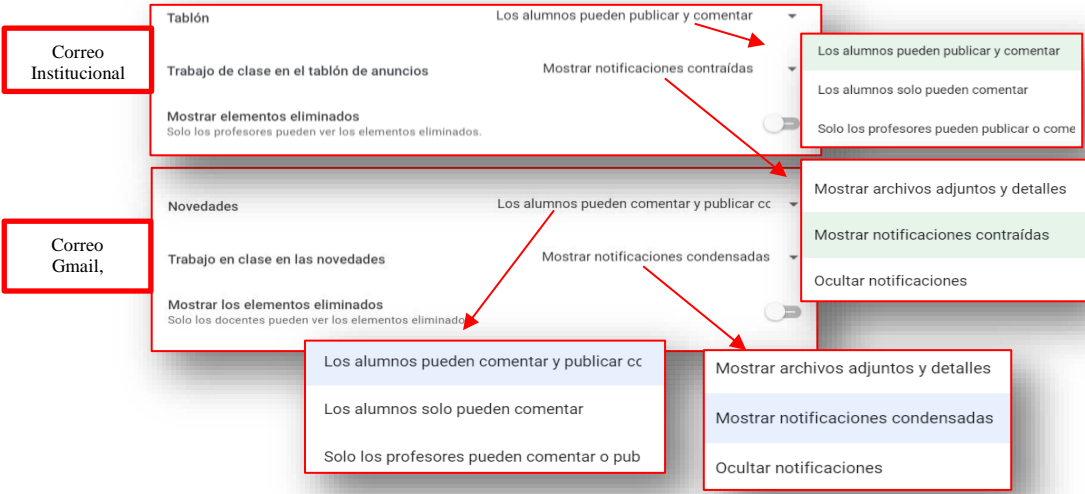 Correo
Institucional
Tablón
Los alumnos pueden publicar y comentar
Trabajo de clase en el tablón de anuncios
Mostrar notificaciones contraídas
Mostrar elementos eliminados
Solo los profesores pueden ver los elementos eliminados.
Los alumnos pueden publicar y comentar
Los alumnos solo pueden comentar
Solo los profesores pueden publicar o come
Mostrar archivos adjuntos y detalles
Mostrar notificaciones contraídas
Ocultar notificaciones
Correo
Gmail,
Novedades
Los alumnos pueden comentar y publicar cc
Trabajo en clase en las novedades
Mostrar notificaciones condensadas
Mostrar los elementos eliminados
Solo los docentes pueden ver los elementos eliminado
Los alumnos pueden comentar y publicar cc
Los alumnos solo pueden comentar
Solo los profesores pueden comentar o pub
Mostrar archivos adjuntos y detalles
Mostrar notificaciones condensadas
Ocultar notificaciones